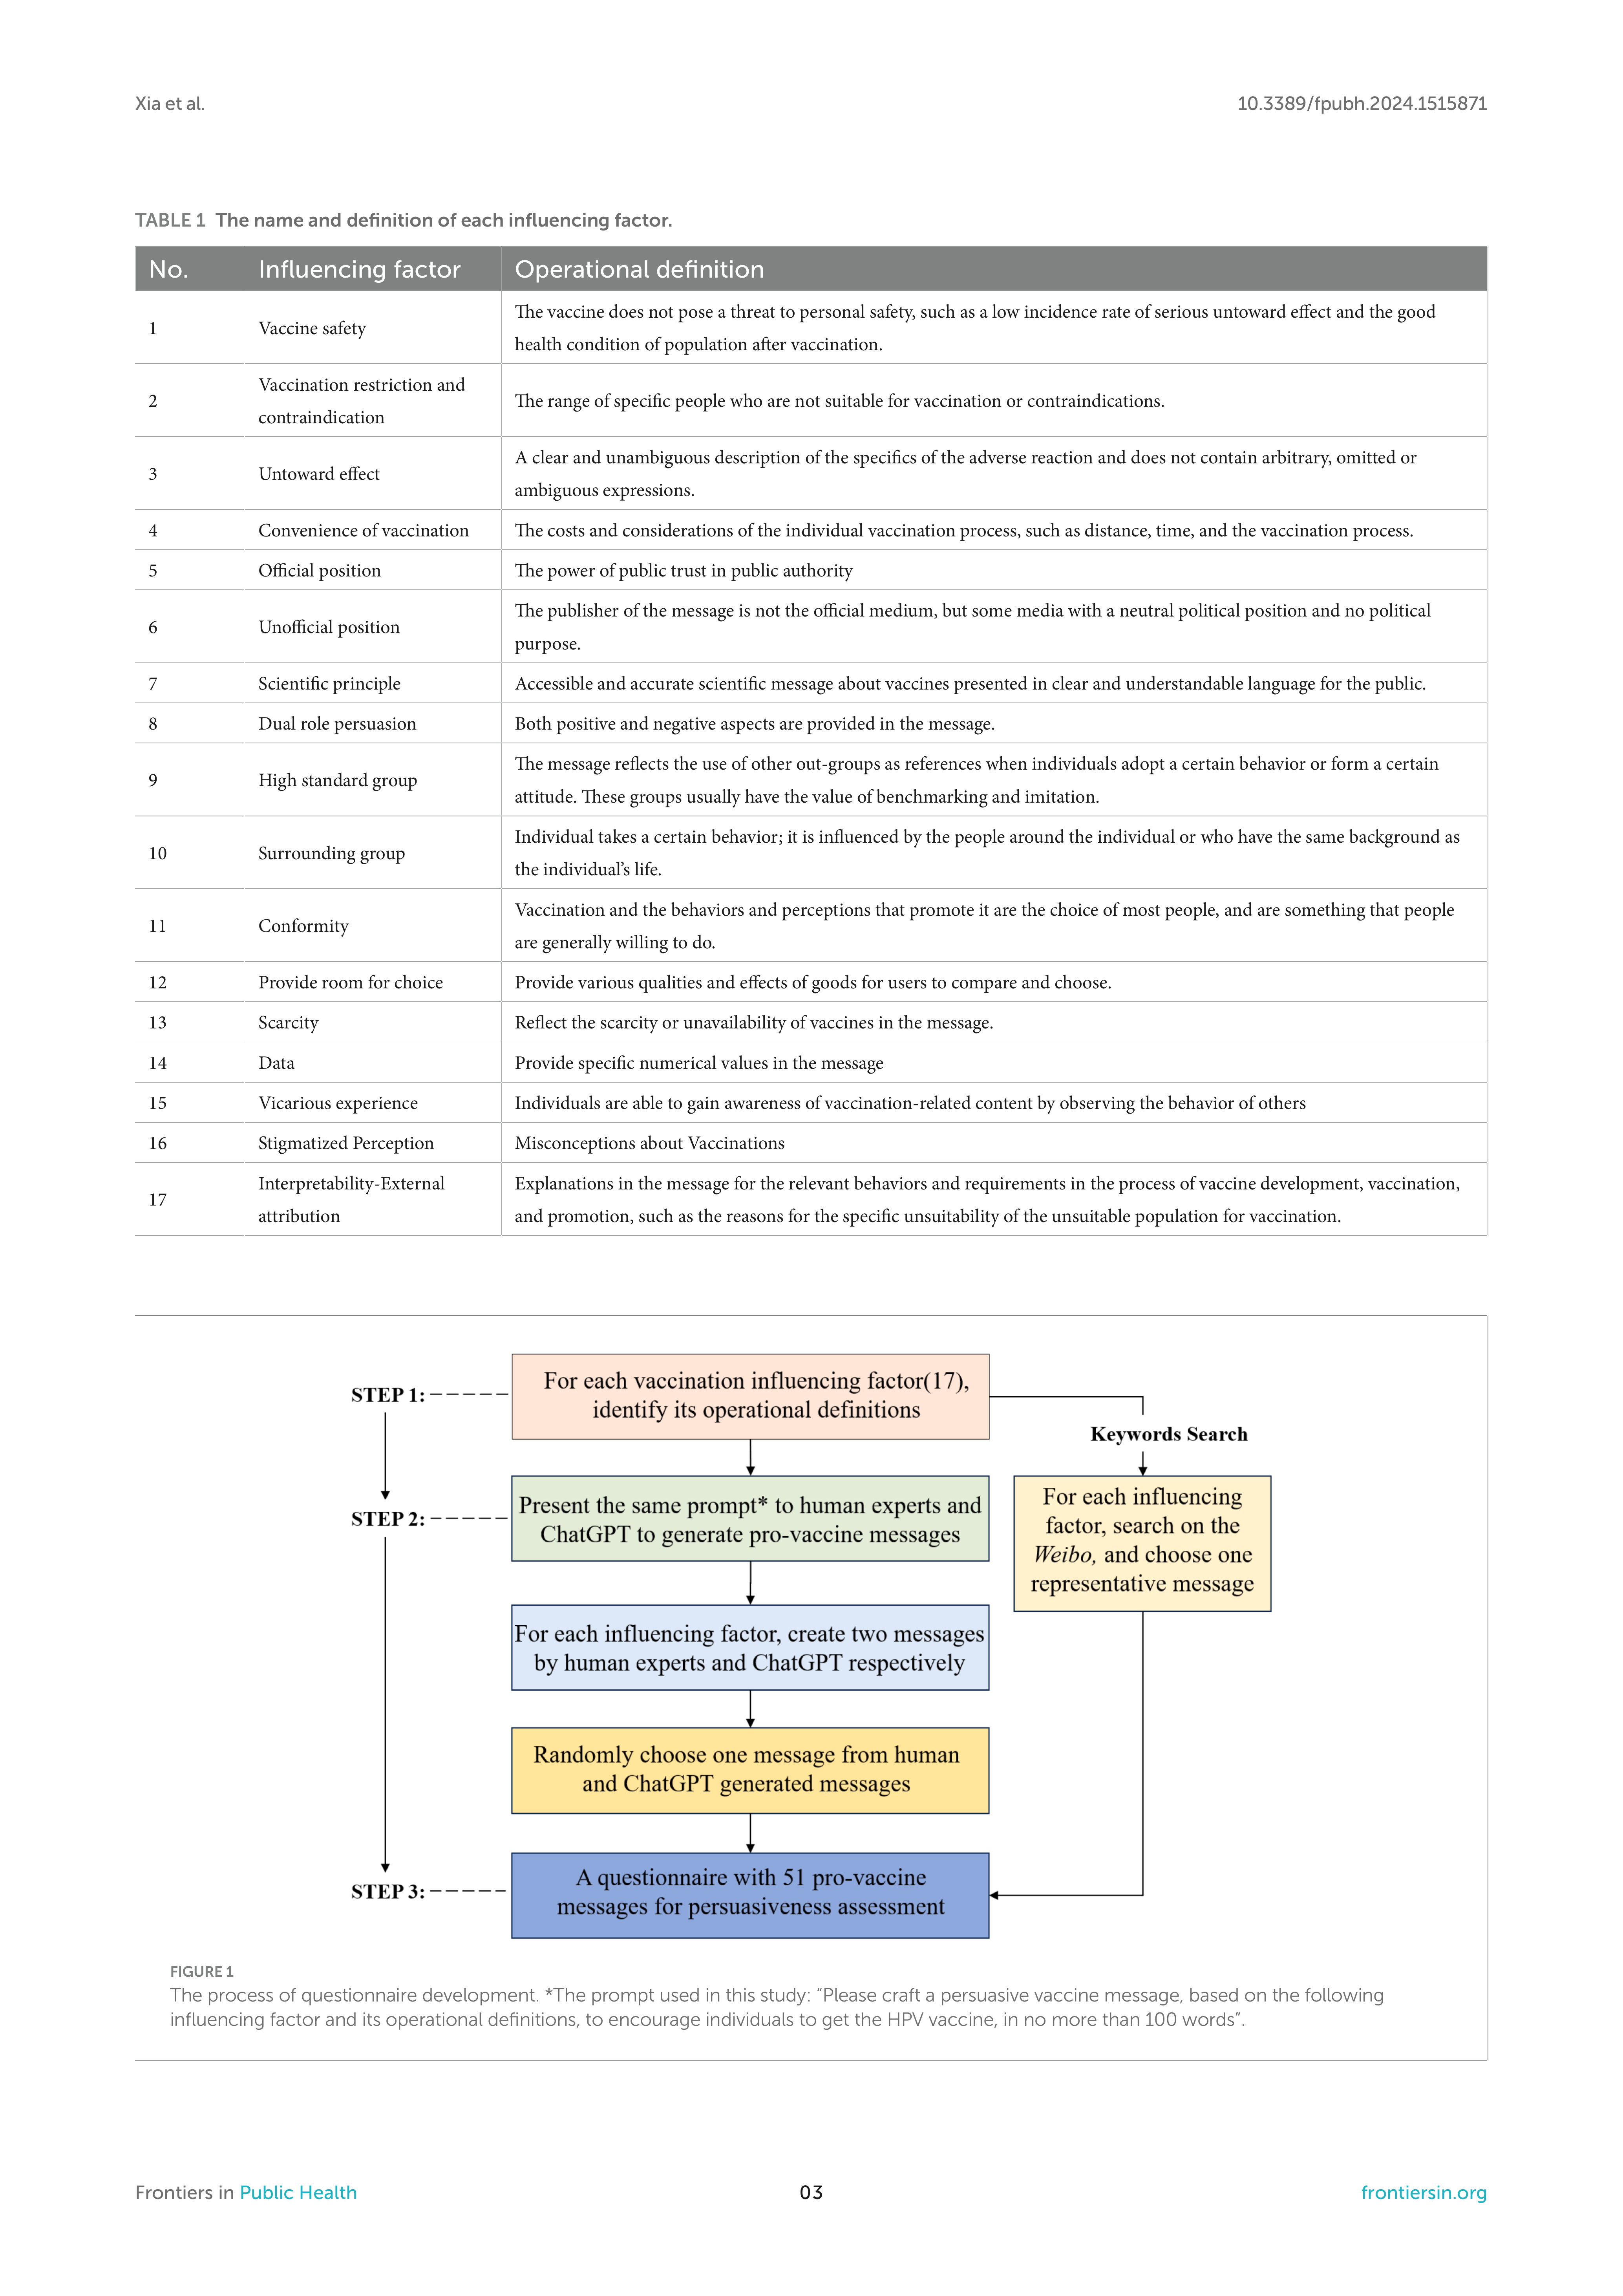 Xia et al.
10.3389/fpubh.2024.1515871
TABLE 1 The name and definition of each influencing factor.
No. Influencing factor Operational definition
1 Vaccine safety The vaccine does not pose a threat to personal safety, such as a low incidence rate of serious untoward effect and the good
health condition of population after vaccination.
2 Vaccination restriction and
contraindication
The range of specific people who are not suitable for vaccination or contraindications.
3 Untoward effect A clear and unambiguous description of the specifics of the adverse reaction and does not contain arbitrary, omitted or
ambiguous expressions.
4 Convenience of vaccination The costs and considerations of the individual vaccination process, such as distance, time, and the vaccination process.
5 Official position The power of public trust in public authority
6 Unofficial position The publisher of the message is not the official medium, but some media with a neutral political position and no political
purpose.
7 Scientific principle Accessible and accurate scientific message about vaccines presented in clear and understandable language for the public.
8 Dual role persuasion Both positive and negative aspects are provided in the message.
9 High standard group The message reflects the use of other out-groups as references when individuals adopt a certain behavior or form a certain
attitude. These groups usually have the value of benchmarking and imitation.
10 Surrounding group Individual takes a certain behavior; it is influenced by the people around the individual or who have the same background as
the individual's life.
11 Conformity Vaccination and the behaviors and perceptions that promote it are the choice of most people, and are something that people
are generally willing to do.
12 Provide room for choice Provide various qualities and effects of goods for users to compare and choose.
13 Scarcity Reflect the scarcity or unavailability of vaccines in the message.
14 Data Provide specific numerical values in the message
15 Vicarious experience Individuals are able to gain awareness of vaccination-related content by observing the behavior of others
16 Stigmatized Perception Misconceptions about Vaccinations
17 Interpretability-External
attribution
Explanations in the message for the relevant behaviors and requirements in the process of vaccine development, vaccination,
and promotion, such as the reasons for the specific unsuitability of the unsuitable population for vaccination.
STEP 1:
For each vaccination influencing factor(17),
identify its operational definitions
Keywords Search
STEP 2:
Present the same prompt* to human experts and
ChatGPT to generate pro-vaccine messages
For each influencing
factor, search on the
Weibo, and choose one
representative message
For each influencing factor, create two messages
by human experts and ChatGPT respectively
Randomly choose one message from human
and ChatGPT generated messages
STEP 3:
A questionnaire with 51 pro-vaccine
messages for persuasiveness assessment
FIGURE 1
The process of questionnaire development. *The prompt used in this study: “Please craft a persuasive vaccine message, based on the following
influencing factor and its operational definitions, to encourage individuals to get the HPV vaccine, in no more than 100 words”.
Frontiers in Public Health
03
frontiersin.org